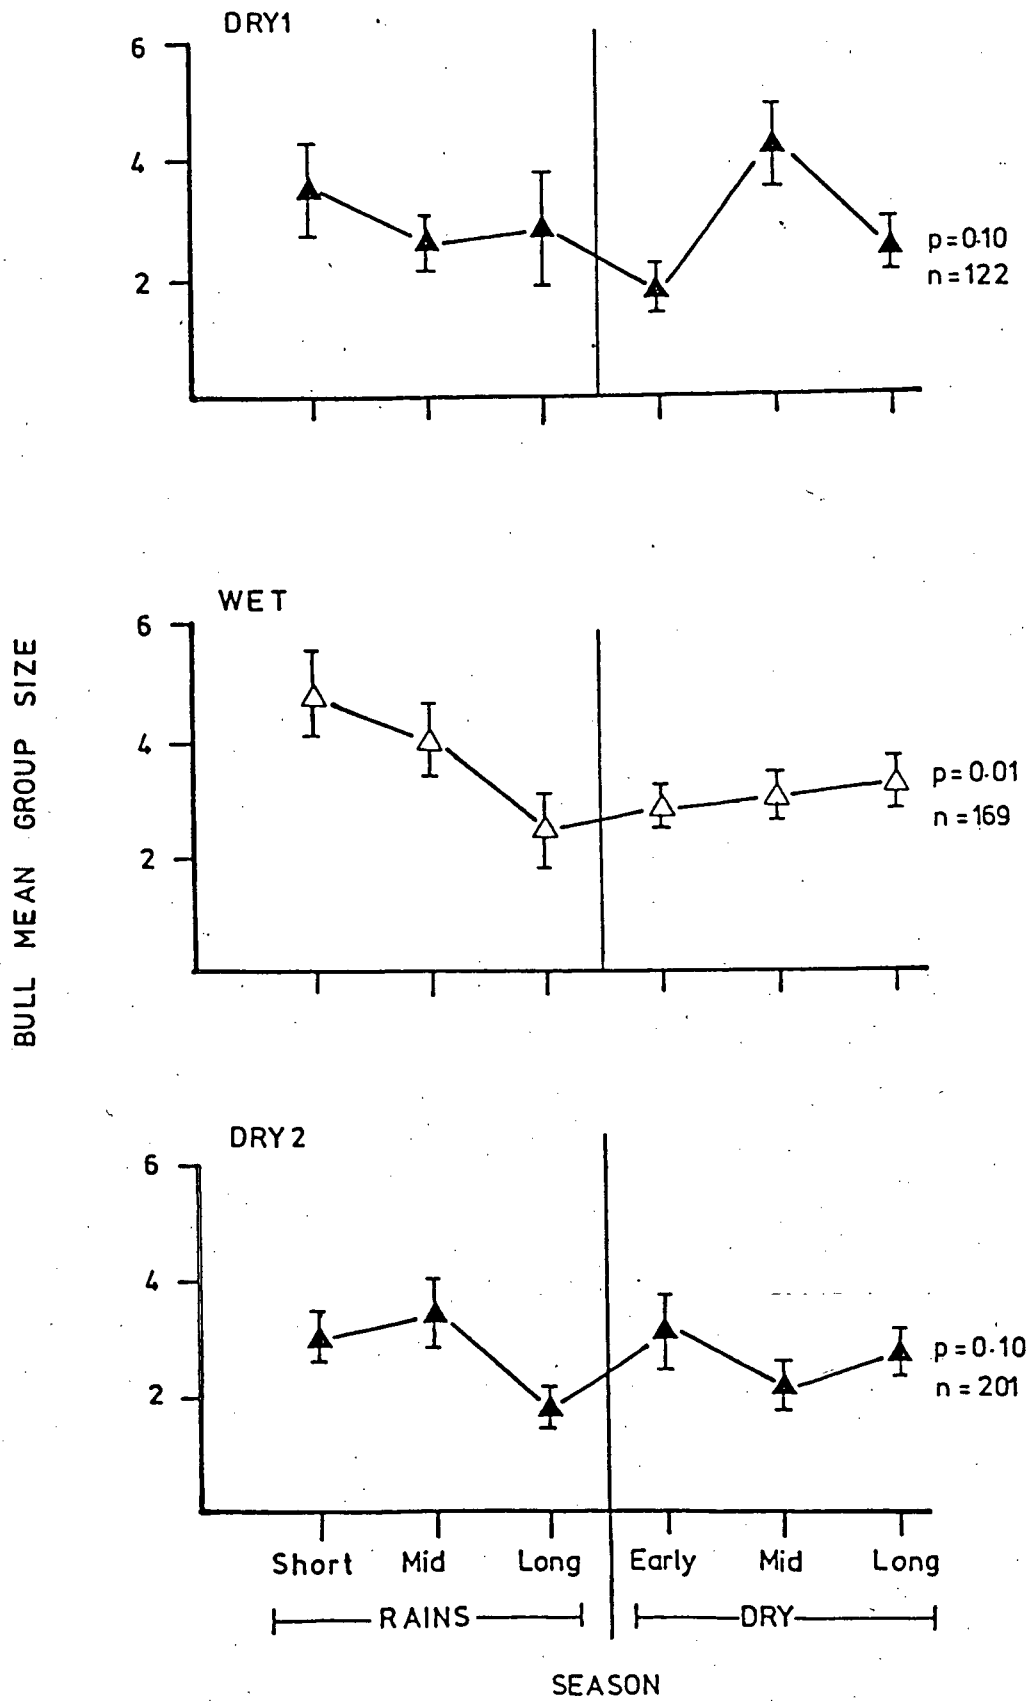 DRY1
6
4
2
p=0.10
n=122
WET
6
4
2
p=0.01
n=169
BULL MEAN GROUP SIZE
DRY2
6
4
2
p=0.10
n=201
Short Mid Long Early Mid Long
RAINS DRY
SEASON